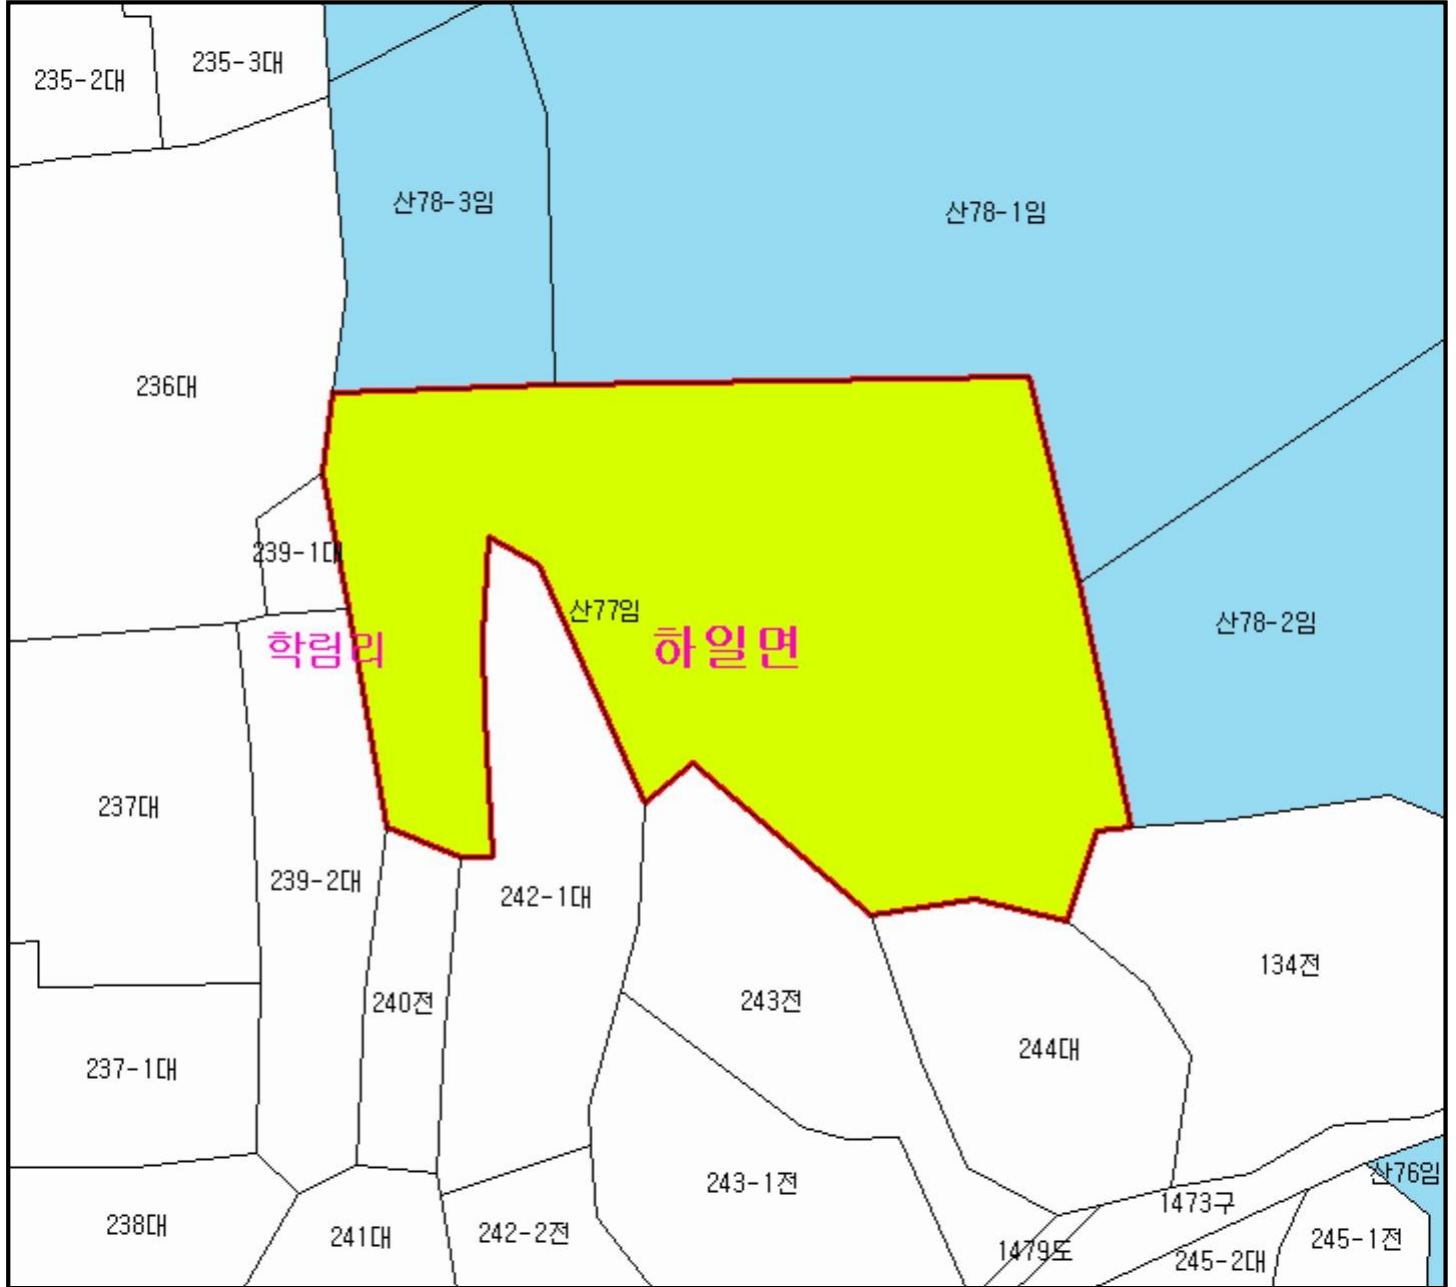 235-2대
235-3대
산78-3임
산78-1임
236대
239-1대
산77임
산78-2임
학림리
하일면
237대
239-2대
242-1대
134전
240전
243전
244대
237-1대
243-1전
산76임
1473구
238대
241대
242-2전
1479도
245-2대
245-1전